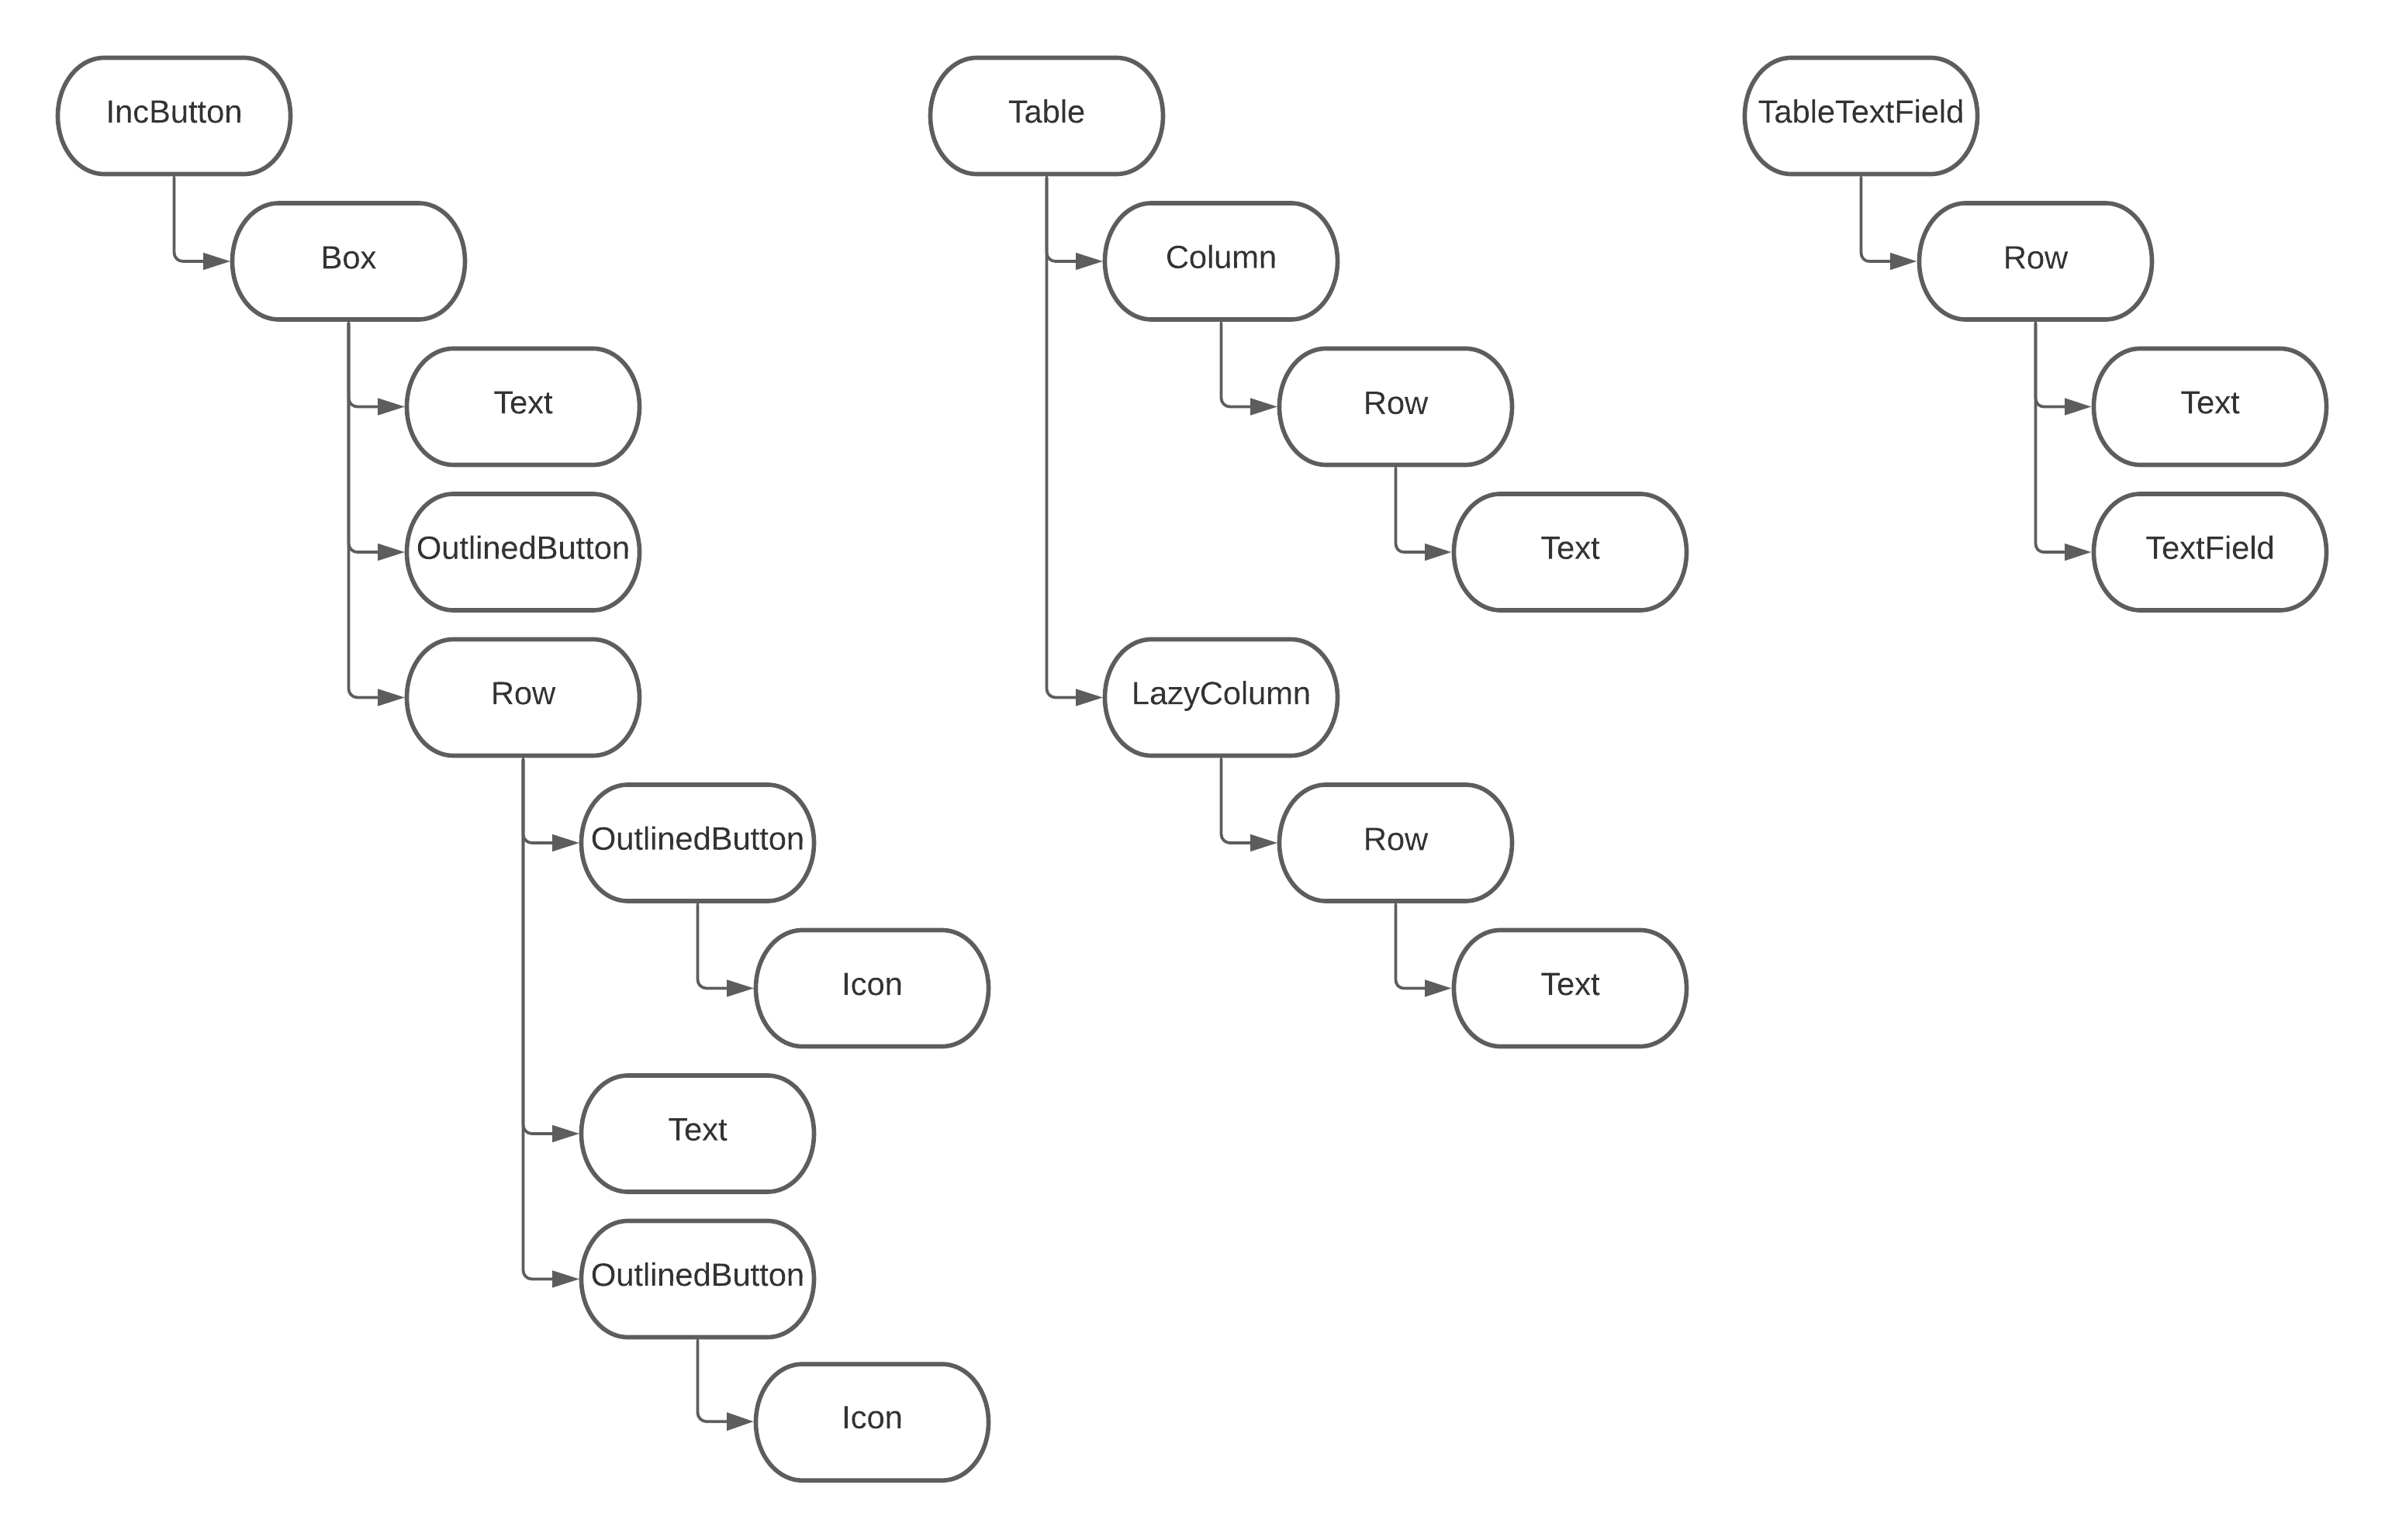 IncButton
Box
Text
OutlinedButton
Row
OutlinedButton
Icon
Text
OutlinedButton
Icon
Table
Column
Row
Text
LazyColumn
Row
Text
TableTextField
Row
Text
TextField